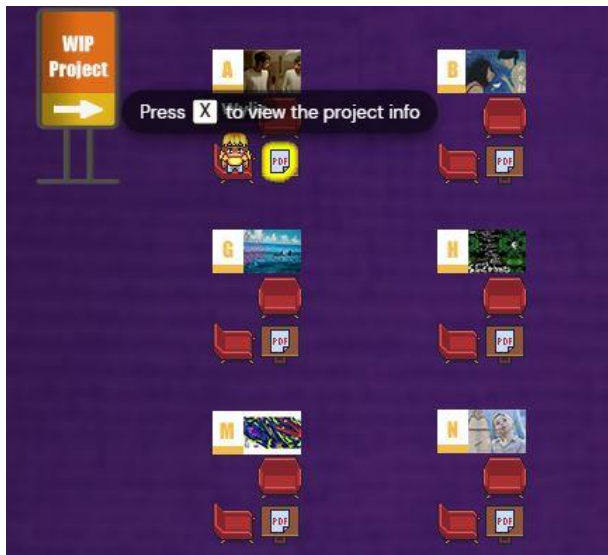 WIP
Project
A
B
Press X to view the project info
PDF
PDF
G
H
PDF
PDF
M
N
PDF
PDF